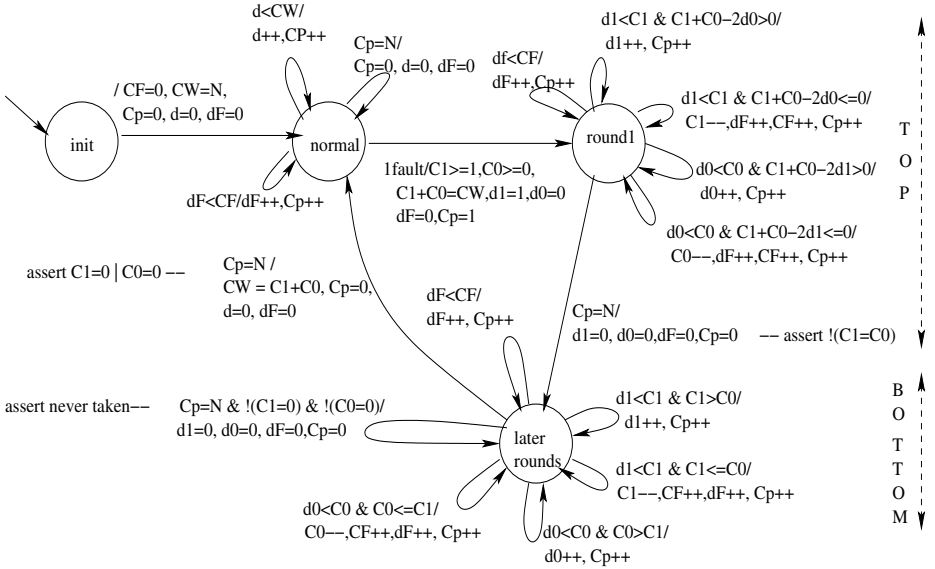 d<CW/
d++,CP++
Cp=N/
Cp=0, d=0, dF=0
d1<C1 & C1+C0−2d0>0/
d1++, Cp++
df<CF/
dF++,Cp++
/ CF=0, CW=N,
Cp=0, d=0, dF=0
d1<C1 & C1+C0−2d0<=0/
C1−−,dF++,CF++, Cp++
init
normal
round1
T
O
P
1fault/C1>=1,C0>=0,
C1+C0=CW,d1=1,d0=0
dF=0,Cp=1
d0<C0 & C1+C0−2d1>0/
d0++, Cp++
dF<CF/dF++,Cp++
d0<C0 & C1+C0−2d1<=0/
C0−−,dF++,CF++, Cp++
assert C1=0 | C0=0 −−
Cp=N /
CW = C1+C0, Cp=0,
d=0, dF=0
dF<CF/
dF++, Cp++
Cp=N/
d1=0, d0=0,dF=0,Cp=0 −− assert !(C1=C0)
assert never taken−−
Cp=N & !(C1=0) & !(C0=0)/
d1=0, d0=0, dF=0,Cp=0
d1<C1 & C1>C0/
d1++, Cp++
B
O
T
T
O
M
later
rounds
d1<C1 & C1<=C0/
C1−−,CF++,dF++, Cp++
d0<C0 & C0<=C1/
C0−−,CF++,dF++, Cp++
d0<C0 & C0>C1/
d0++, Cp++